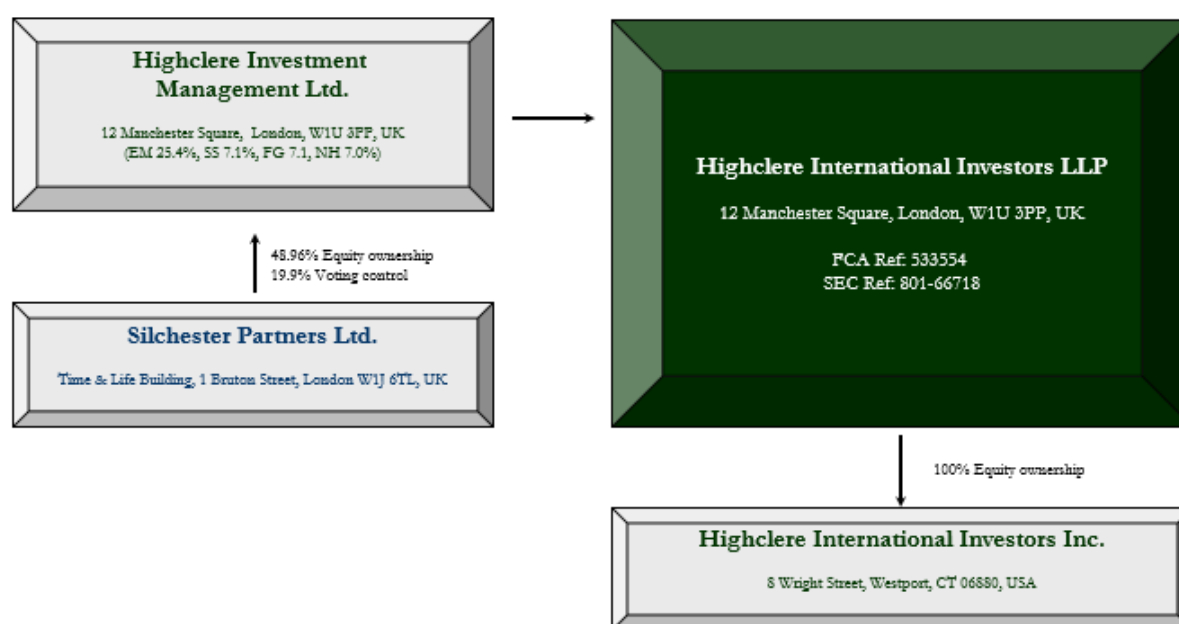 Highclere Investment
Management Ltd.
12 Manchester Square, London, W1U 3PP, UK
(EM 25.4%, SS 7.1%, FG 7.1, NH 7.0%)
48.96% Equity ownership
19.9% Voting control
Silchester Partners Ltd.
Time & Life Building, 1 Bruton Street, London W1J 6TL, UK
Highclere International Investors LLP
12 Manchester Square, London, W1U 3PP, UK
FCA Ref: 533554
SEC Ref: 801-66718
100% Equity ownership
Highclere International Investors Inc.
8 Wright Street, Westport, CT 06880, USA